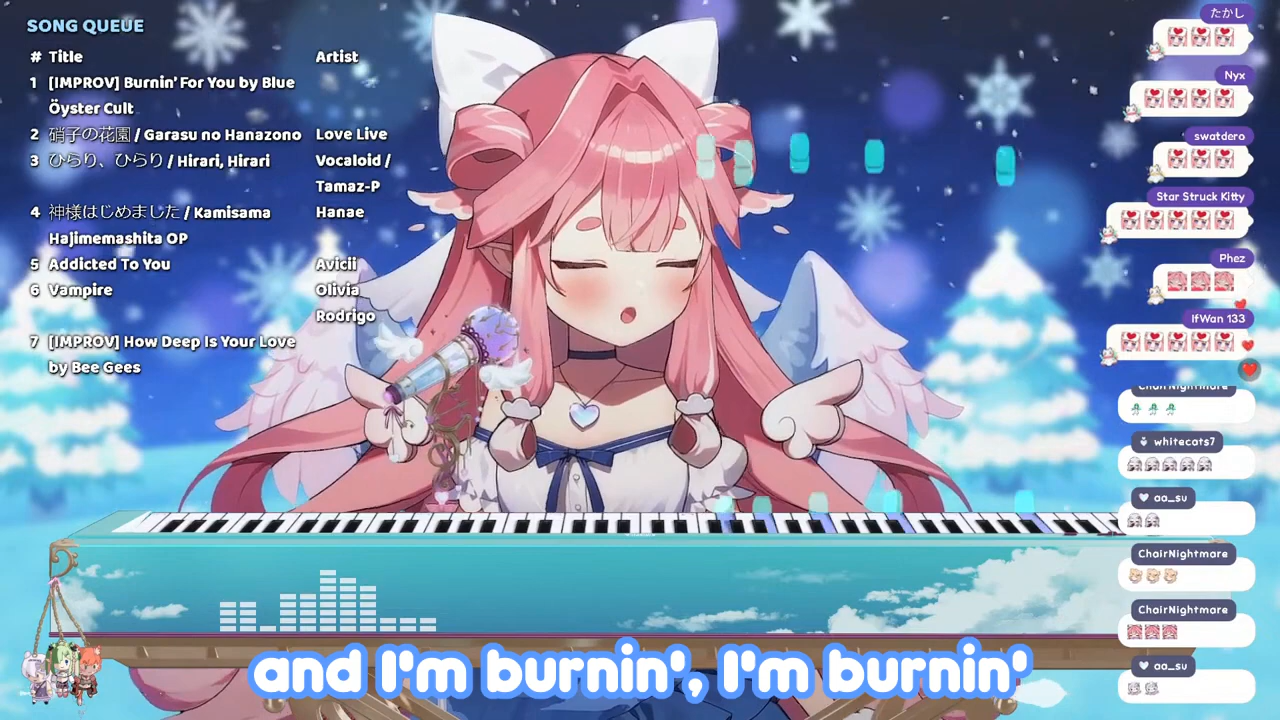 SONG QUEUE
# Title Artist
1 [IMPROV] Burnin' For You by Blue
Öyster Cult
2 硝子の花園 / Garasu no Hanazono Love Live
3 ひらり、ひらり / Hirari, Hirari Vocaloid /
Tamaz-P
4 神様はじめました / Kamisama Hanae
Hajimemashita OP
5 Addicted To You Avicii
6 Vampire Olivia
Rodrigo
7 [IMPROV] How Deep Is Your Love
by Bee Gees
たかし
Nyx
swatdero
Star Struck Kitty
Phez
IfWan 133
ChairNightmare
whitecats7
aa_su
ChairNightmare
ChairNightmare
aa_su
and I'm burnin', I'm burnin'